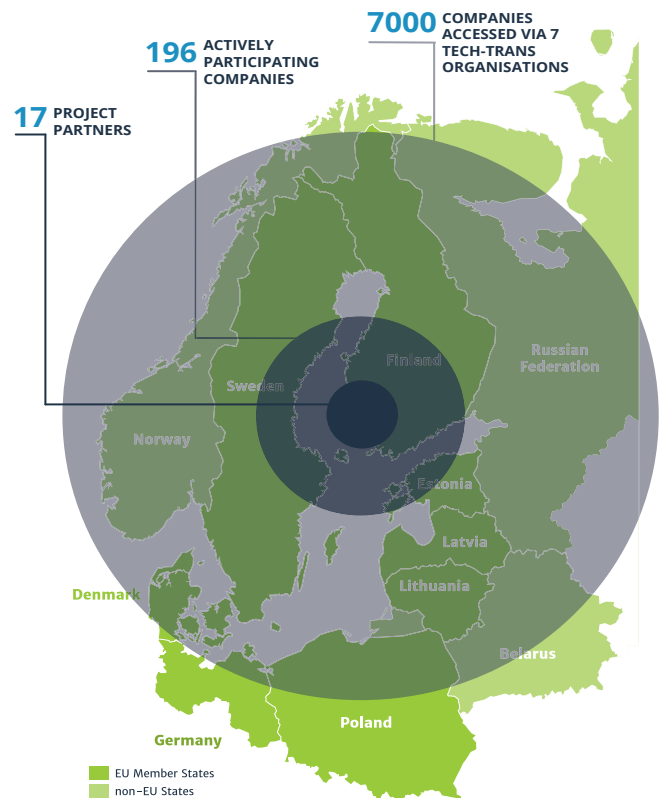 7000 COMPANIES
ACCESSED VIA 7
TECH-TRANS
ORGANISATIONS
196 ACTIVELY
PARTICIPATING
COMPANIES
17 PROJECT
PARTNERS
Russian
Federation
Finland
Sweden
Norway
Estonia
Latvia
Lithuania
Denmark
Belarus
Poland
Germany
EU Member States
non-EU States